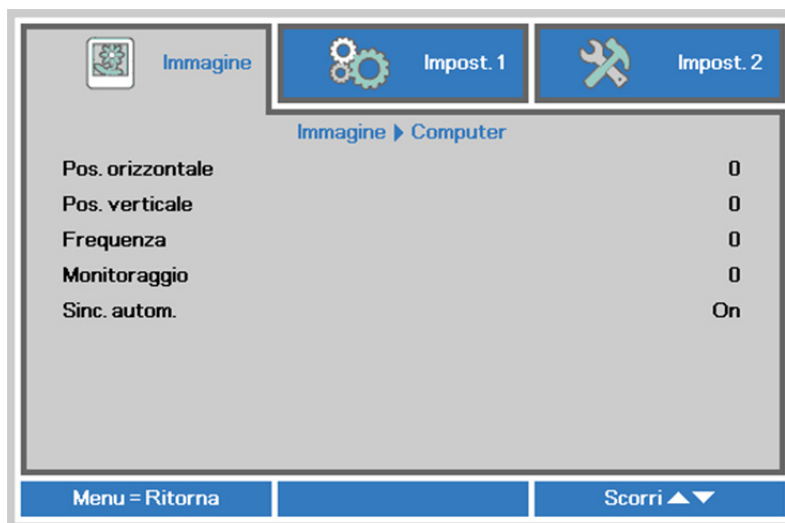 Immagine Impost. 1 Impost. 2
Immagine ▶ Computer
Pos. orizzontale 0
Pos. verticale 0
Frequenza 0
Monitoraggio 0
Sinc. autom. On
Menu = Ritorna Scorri ▲▼